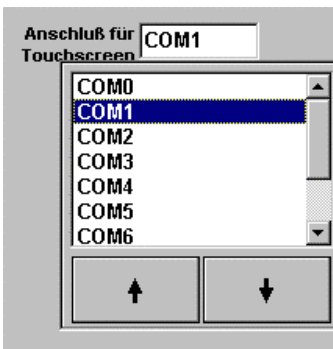 Anschluß für
Touchscreen
COM1
COM0
COM1
COM2
COM3
COM4
COM5
COM6